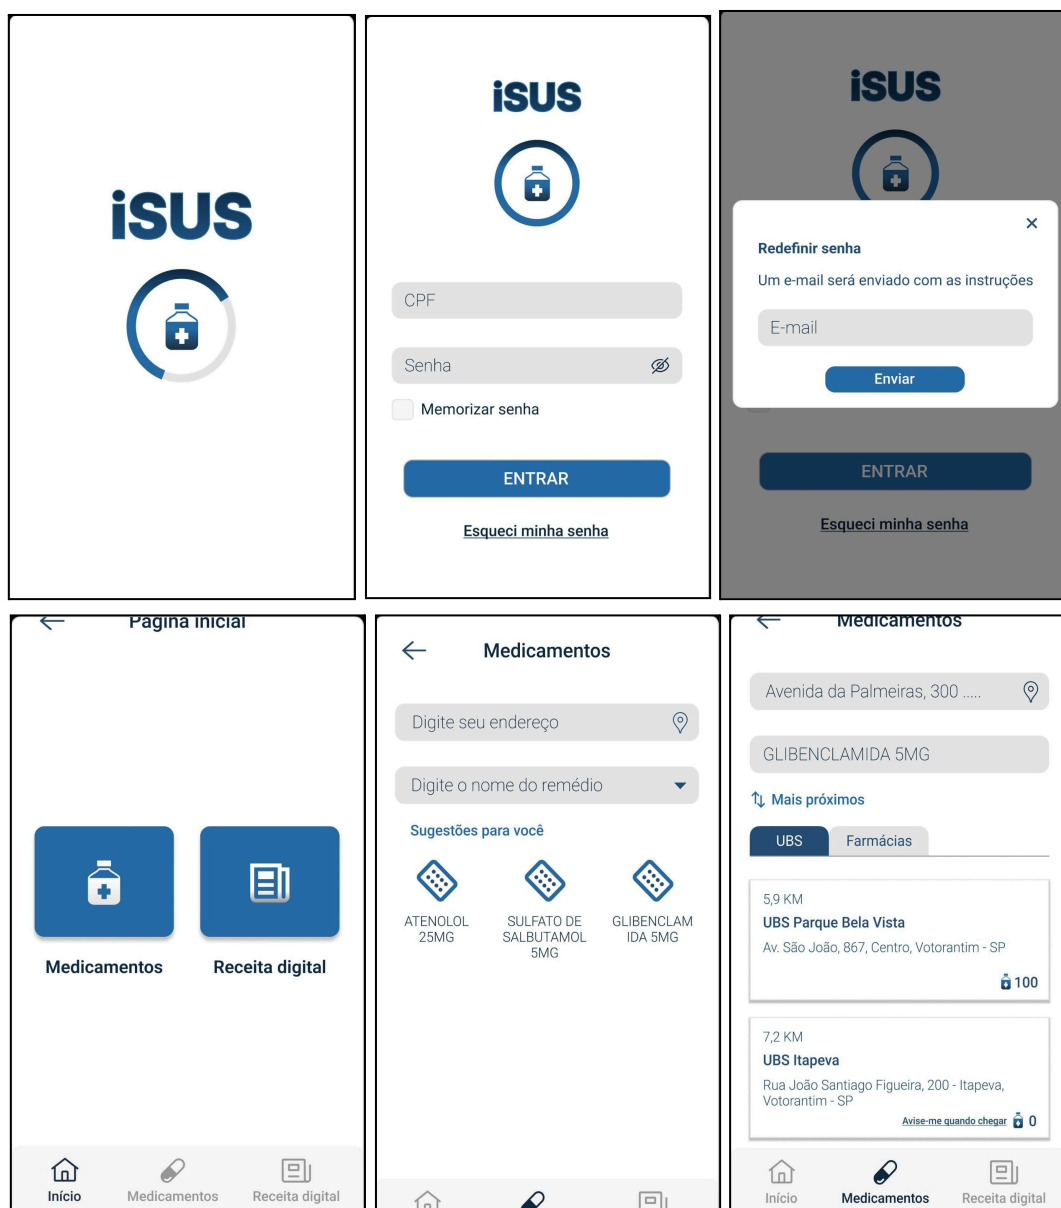 iSUS
iSUS
CPF
Senha
Memorizar senha
ENTRAR
Esqueci minha senha
iSUS
Redefinir senha
Um e-mail será enviado com as instruções
E-mail
Enviar
ENTRAR
Esqueci minha senha
Página inicial
Medicamentos
Receita digital
Início
Medicamentos
Receita digital
Medicamentos
Digite seu endereço
Digite o nome do remédio
Sugestões para você
ATENOLOL
25MG
SULFATO DE
SALBUTAMOL
5MG
GLIBENCLAM
IDA 5MG
Medicamentos
Avenida da Palmeiras, 300 .....
GLIBENCLAMIDA 5MG
Mais próximos
UBS
Farmácias
5,9 KM
UBS Parque Bela Vista
Av. São João, 867, Centro, Votorantim - SP
100
7,2 KM
UBS Itapeva
Rua João Santiago Figueira, 200 - Itapeva,
Votorantim - SP
Avise-me quando chegar 0
Início
Medicamentos
Receita digital